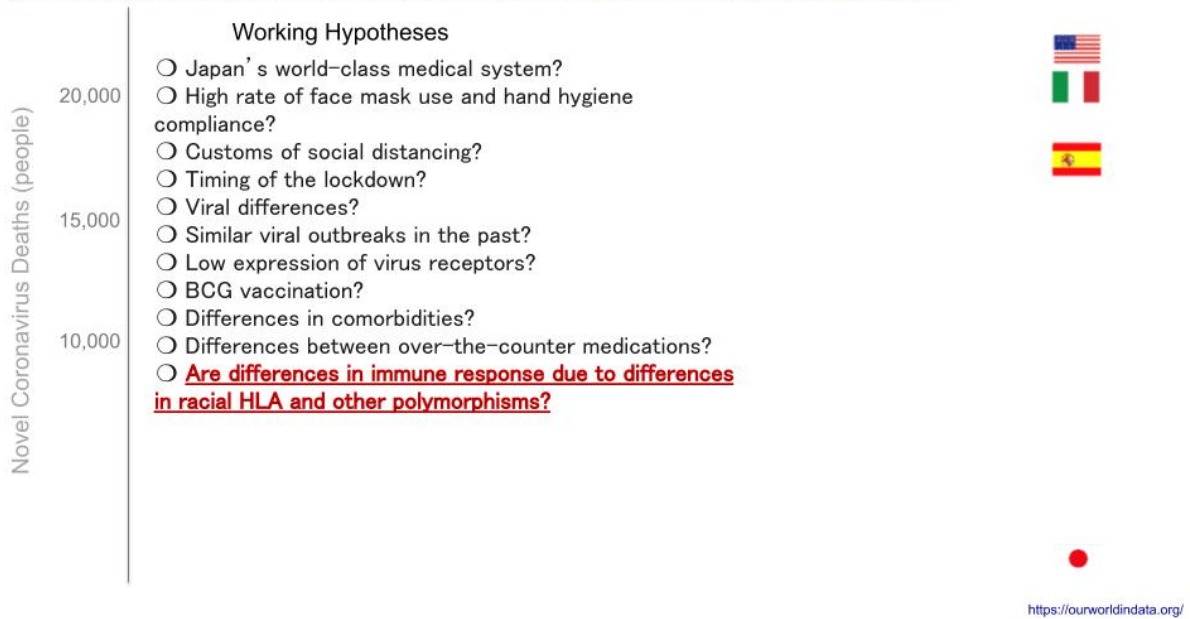 Working Hypotheses
❍ Japan's world-class medical system?
❍ High rate of face mask use and hand hygiene
compliance?
❍ Customs of social distancing?
❍ Timing of the lockdown?
❍ Viral differences?
❍ Similar viral outbreaks in the past?
❍ Low expression of virus receptors?
❍ BCG vaccination?
❍ Differences in comorbidities?
❍ Differences between over-the-counter medications?
❍ Are differences in immune response due to differences
in racial HLA and other polymorphisms?
Novel Coronavirus Deaths (people)
20,000
15,000
10,000
https://ourworldindata.org/